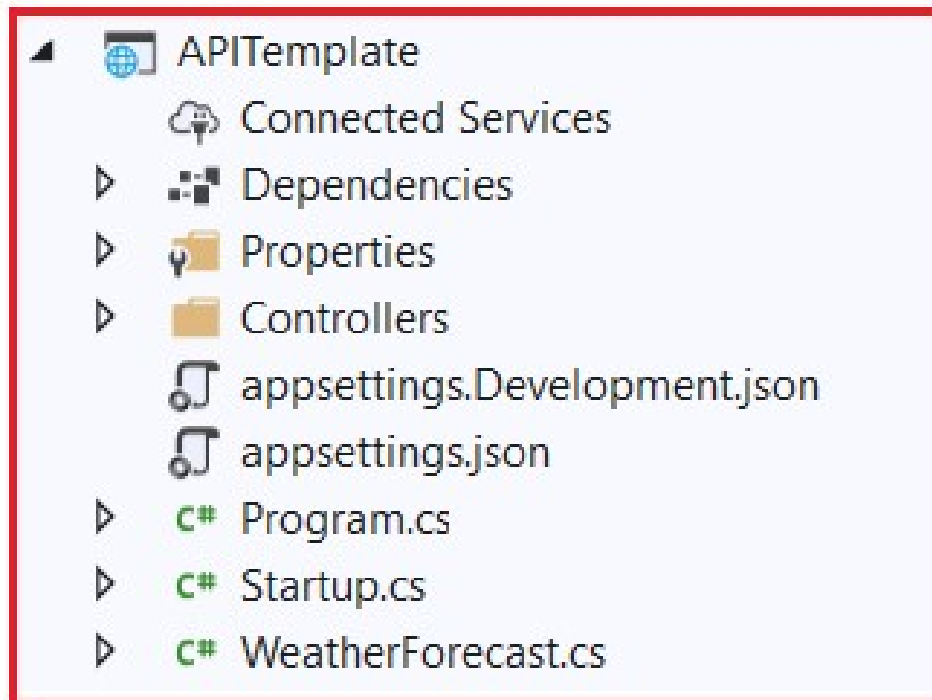 APITemplate
Connected Services
Dependencies
Properties
Controllers
appsettings.Development.json
appsettings.json
C# Program.cs
C# Startup.cs
C# WeatherForecast.cs